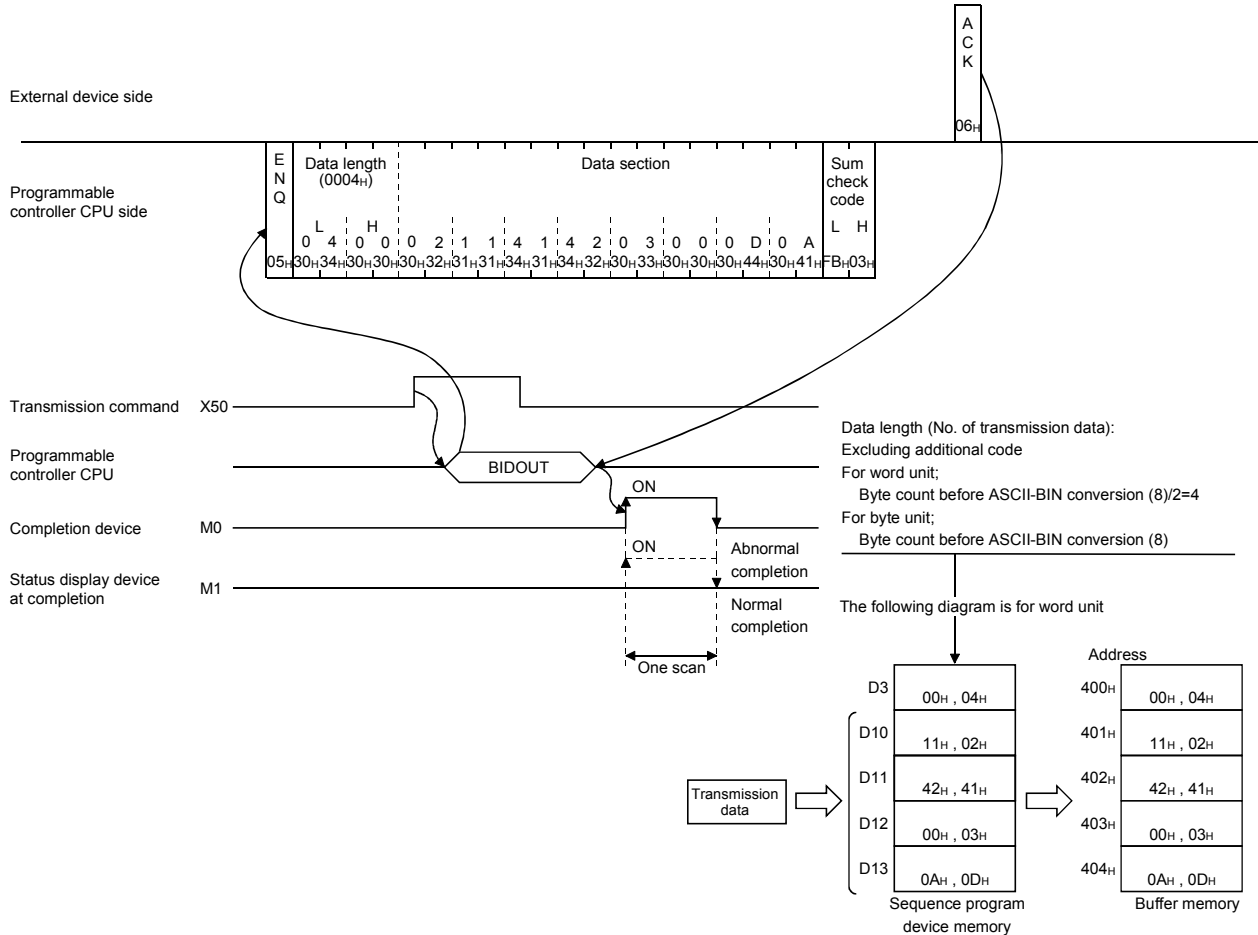 A
C
K
06H
External device side
E
N
Q
Data length
(0004H)
Data section
Sum
check
code
Programmable
controller CPU side
L H L H
0 4 0 0 0 2 1 1 4 1 4 2 0 3 0 0 0 D 0 A
05H 30H 34H 30H 30H 30H 32H 31H 31H 34H 31H 34H 32H 30H 33H 30H 30H 30H 44H 30H 41H FBH 03H
Transmission command X50
Programmable
controller CPU
BIDOUT
Completion device M0
ON
ON
Abnormal
completion
Status display device
at completion
M1
Normal
completion
One scan
Data length (No. of transmission data):
Excluding additional code
For word unit;
Byte count before ASCII-BIN conversion (8)/2=4
For byte unit;
Byte count before ASCII-BIN conversion (8)
The following diagram is for word unit
Address
D3 00H , 04H 400H 00H , 04H
D10 11H , 02H 401H 11H , 02H
D11 42H , 41H 402H 42H , 41H
Transmission
data
D12 00H , 03H 403H 00H , 03H
D13 0AH , 0DH 404H 0AH , 0DH
Sequence program
device memory
Buffer memory